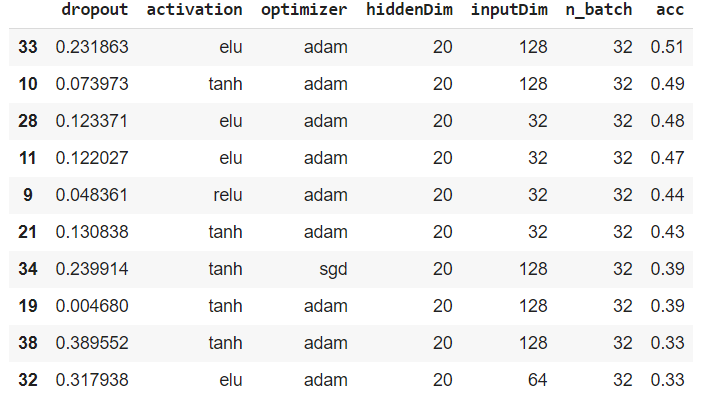 dropout activation optimizer hiddenDim inputDim n_batch acc
33 0.231863 elu adam 20 128 32 0.51
10 0.073973 tanh adam 20 128 32 0.49
28 0.123371 elu adam 20 32 32 0.48
11 0.122027 elu adam 20 32 32 0.47
9 0.048361 relu adam 20 32 32 0.44
21 0.130838 tanh adam 20 32 32 0.43
34 0.239914 tanh sgd 20 128 32 0.39
19 0.004680 tanh adam 20 128 32 0.39
38 0.389552 tanh adam 20 128 32 0.33
32 0.317938 elu adam 20 64 32 0.33